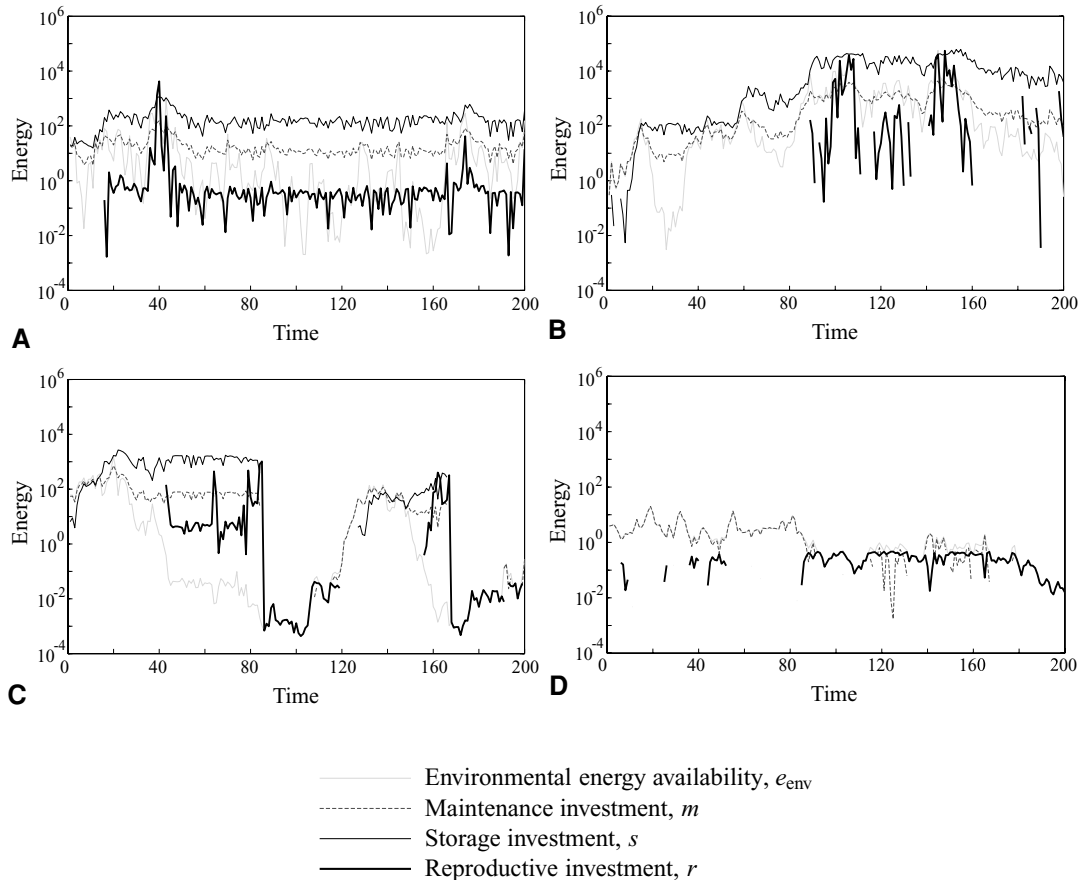 10^6
10^4
10^2
10^0
10^-2
10^-4
Energy
0 40 80 120 160 200
Time
A
10^6
10^4
10^2
10^0
10^-2
10^-4
Energy
0 40 80 120 160 200
Time
B
10^6
10^4
10^2
10^0
10^-2
10^-4
Energy
0 40 80 120 160 200
Time
C
10^6
10^4
10^2
10^0
10^-2
10^-4
Energy
0 40 80 120 160 200
Time
D
Environmental energy availability, e_env
Maintenance investment, m
Storage investment, s
Reproductive investment, r